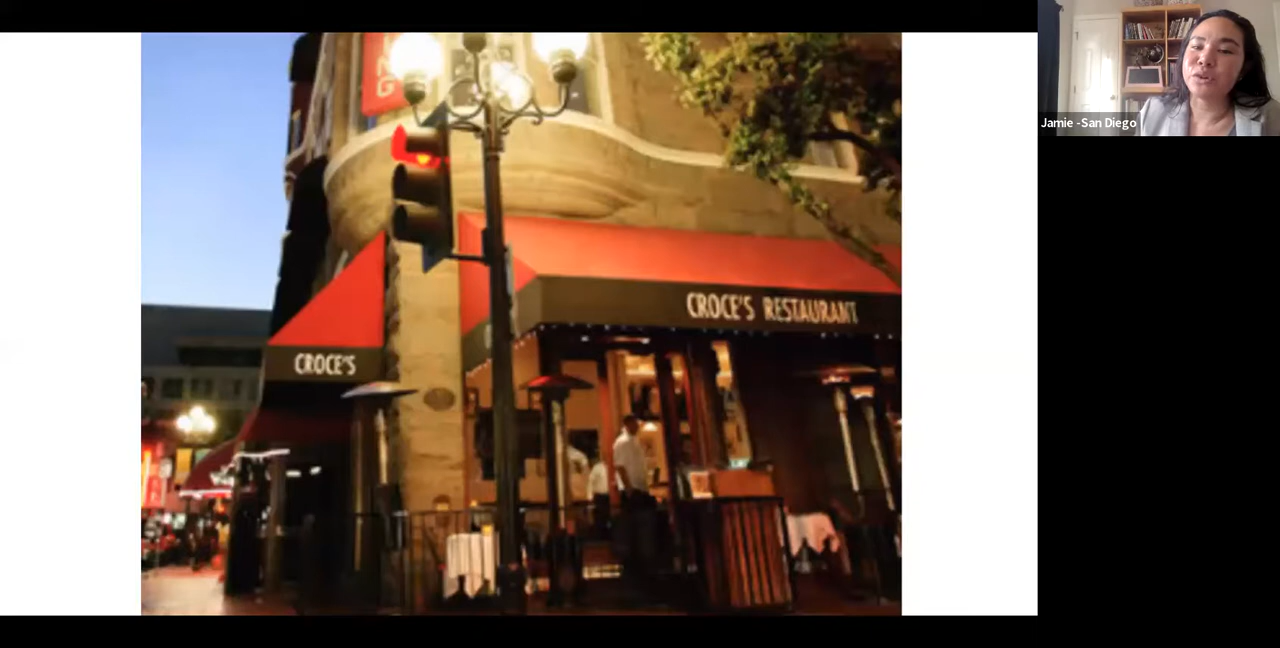 N
G
CROCE'S RESTAURANT
CROCE'S
Jamie -San Diego